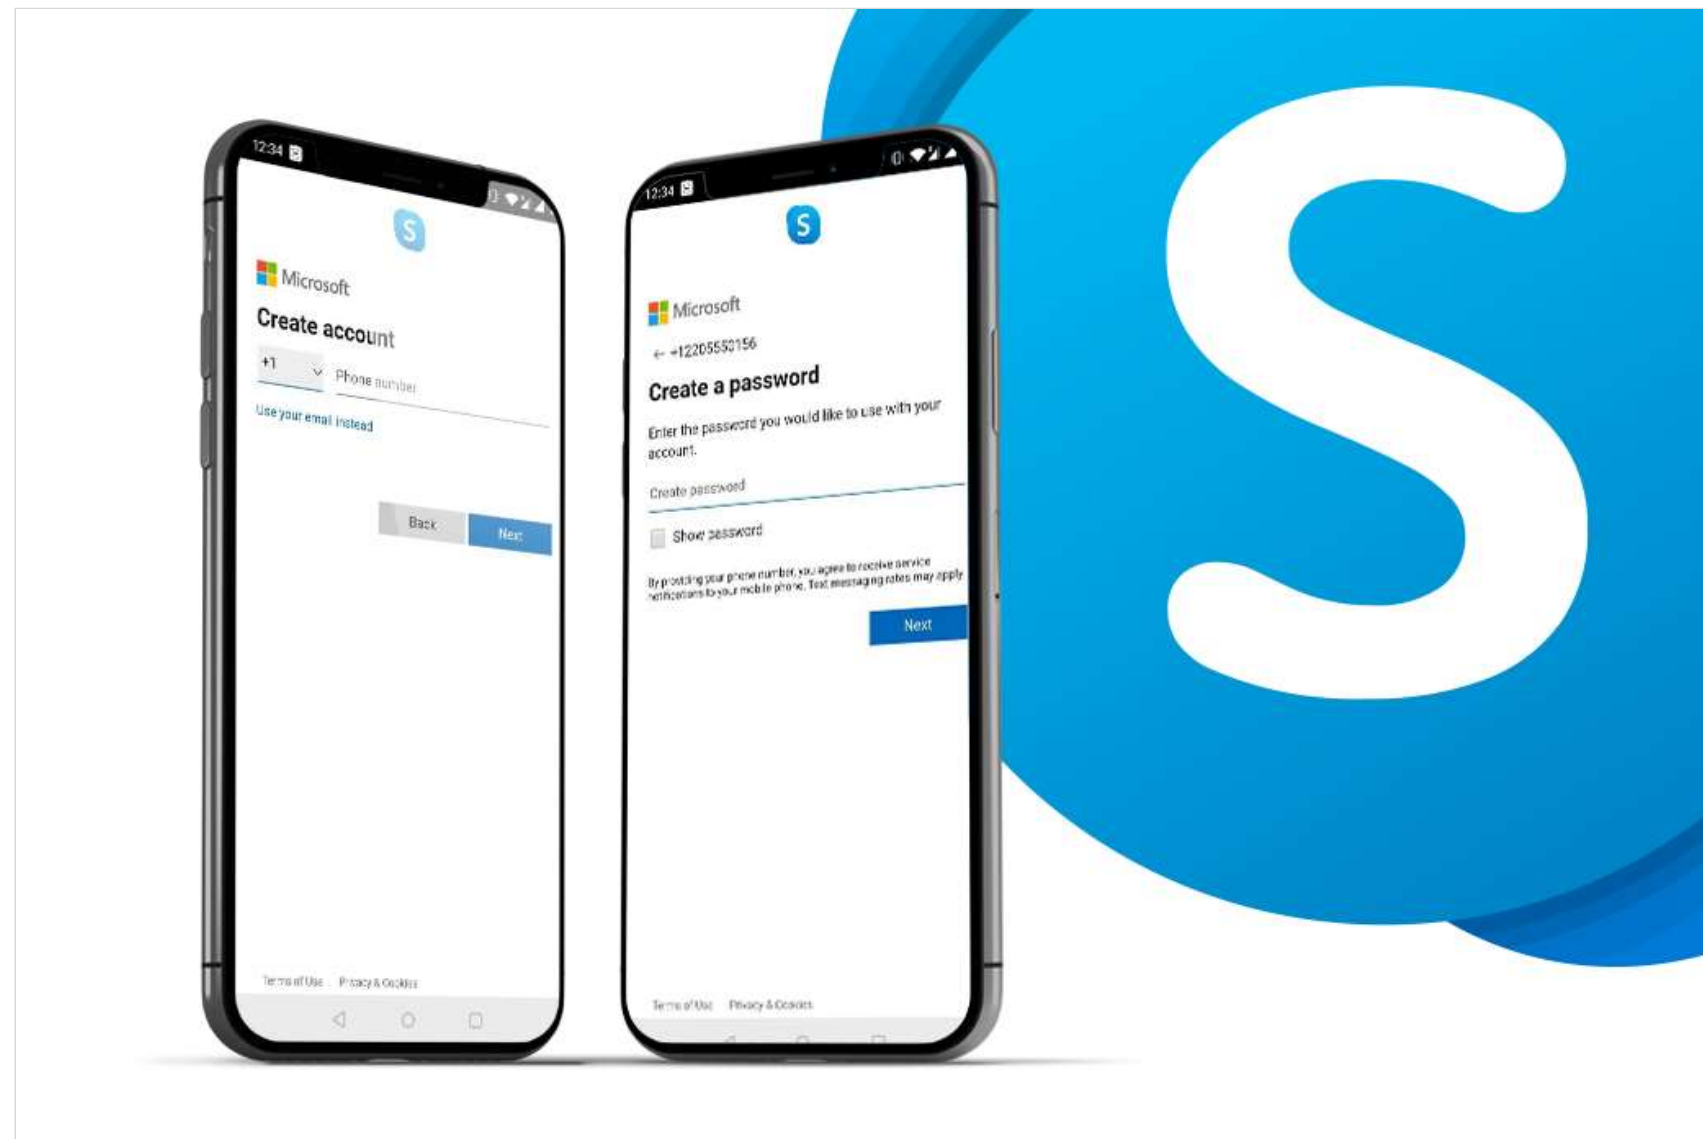 12:34
S
Microsoft
Create account
+1
Phone number
Use your email instead
Back
Next
Terms of Use
Privacy & Cookies
12:34
S
Microsoft
← +12205550156
Create a password
Enter the password you would like to use with your
account.
Create password
Show password
By providing your phone number, you agree to receive service
notifications to your mobile phone. Text messaging rates may apply
Next
Terms of Use
Privacy & Cookies
S